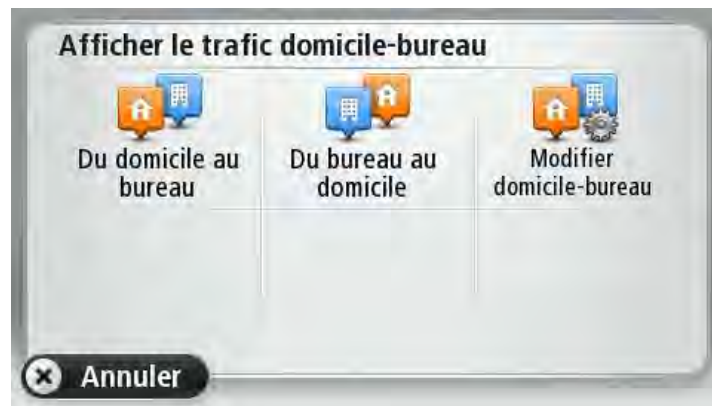 Afficher le trafic domicile-bureau
Du domicile au
bureau
Du bureau au
domicile
Modifier
domicile-bureau
Annuler